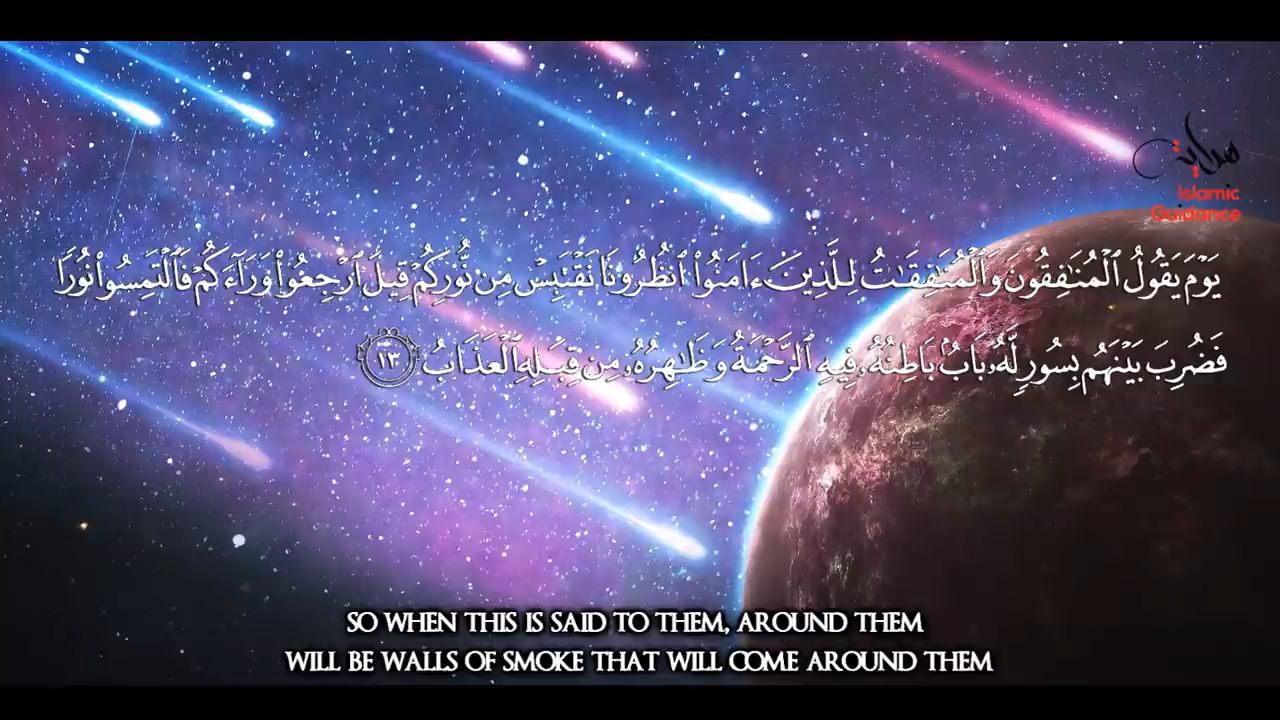 هداية
Islamic
Guidance
يَوْمَ يَقُولُ ٱلْمُنَـٰفِقُونَ وَٱلْمُنَـٰفِقَـٰتُ لِلَّذِينَ ءَامَنُوا۟ ٱنظُرُونَا نَقْتَبِسْ مِن نُّورِكُمْ قِيلَ ٱرْجِعُوا۟ وَرَآءَكُمْ فَٱلْتَمِسُوا۟ نُورًا
فَضُرِبَ بَيْنَهُم بِسُورٍ لَّهُۥ بَابٌۢ بَاطِنُهُۥ فِيهِ ٱلرَّحْمَةُ وَظَـٰهِرُهُۥ مِن قِبَلِهِ ٱلْعَذَابُ ١٣
SO WHEN THIS IS SAID TO THEM, AROUND THEM
WILL BE WALLS OF SMOKE THAT WILL COME AROUND THEM